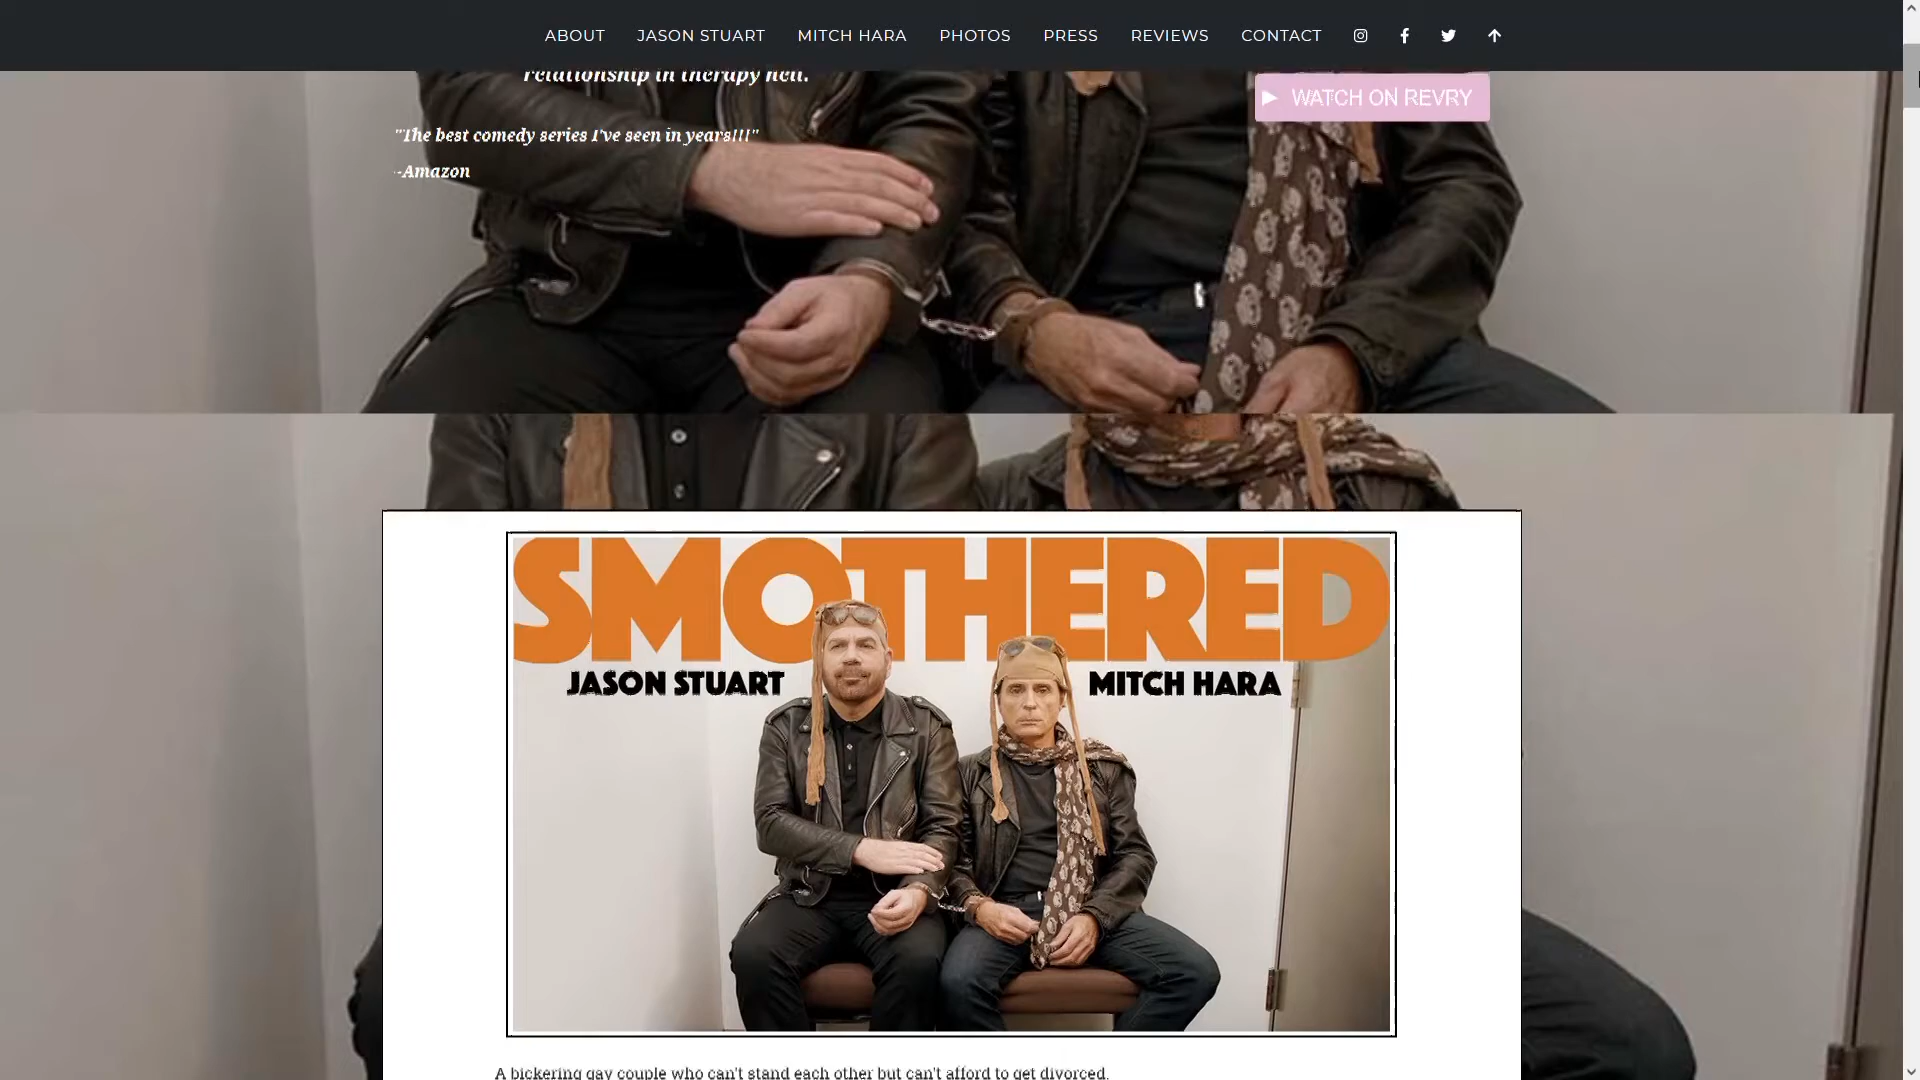 ABOUT JASON STUART MITCH HARA PHOTOS PRESS REVIEWS CONTACT
relationship in therapy hell.
WATCH ON REVRY
"The best comedy series I've seen in years!!!"
-Amazon
SMOTHERED
JASON STUART MITCH HARA
A bickering gay couple who can't stand each other but can't afford to get divorced.